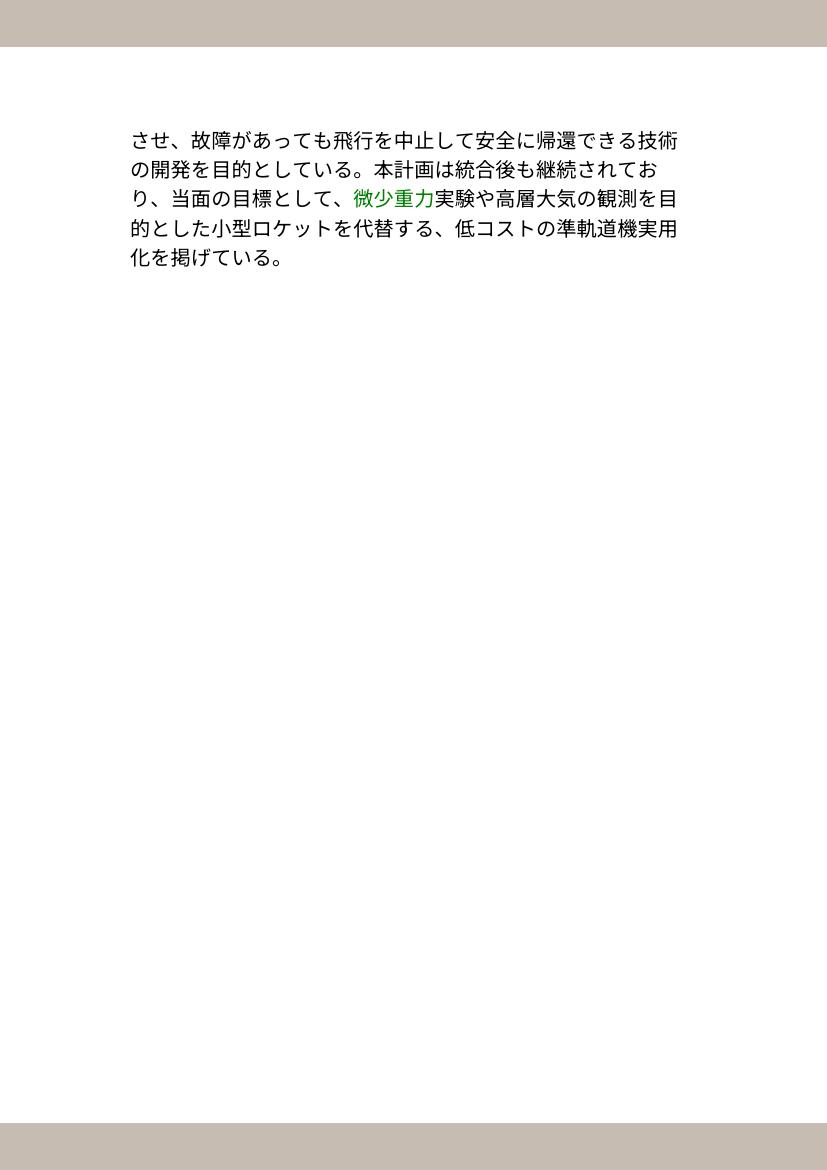 させ、故障があっても飛行を中止して安全に帰還できる技術
の開発を目的としている。本計画は統合後も継続されてお
り、当面の目標として、微少重力実験や高層大気の観測を目
的とした小型ロケットを代替する、低コストの準軌道機実用
化を掲げている。